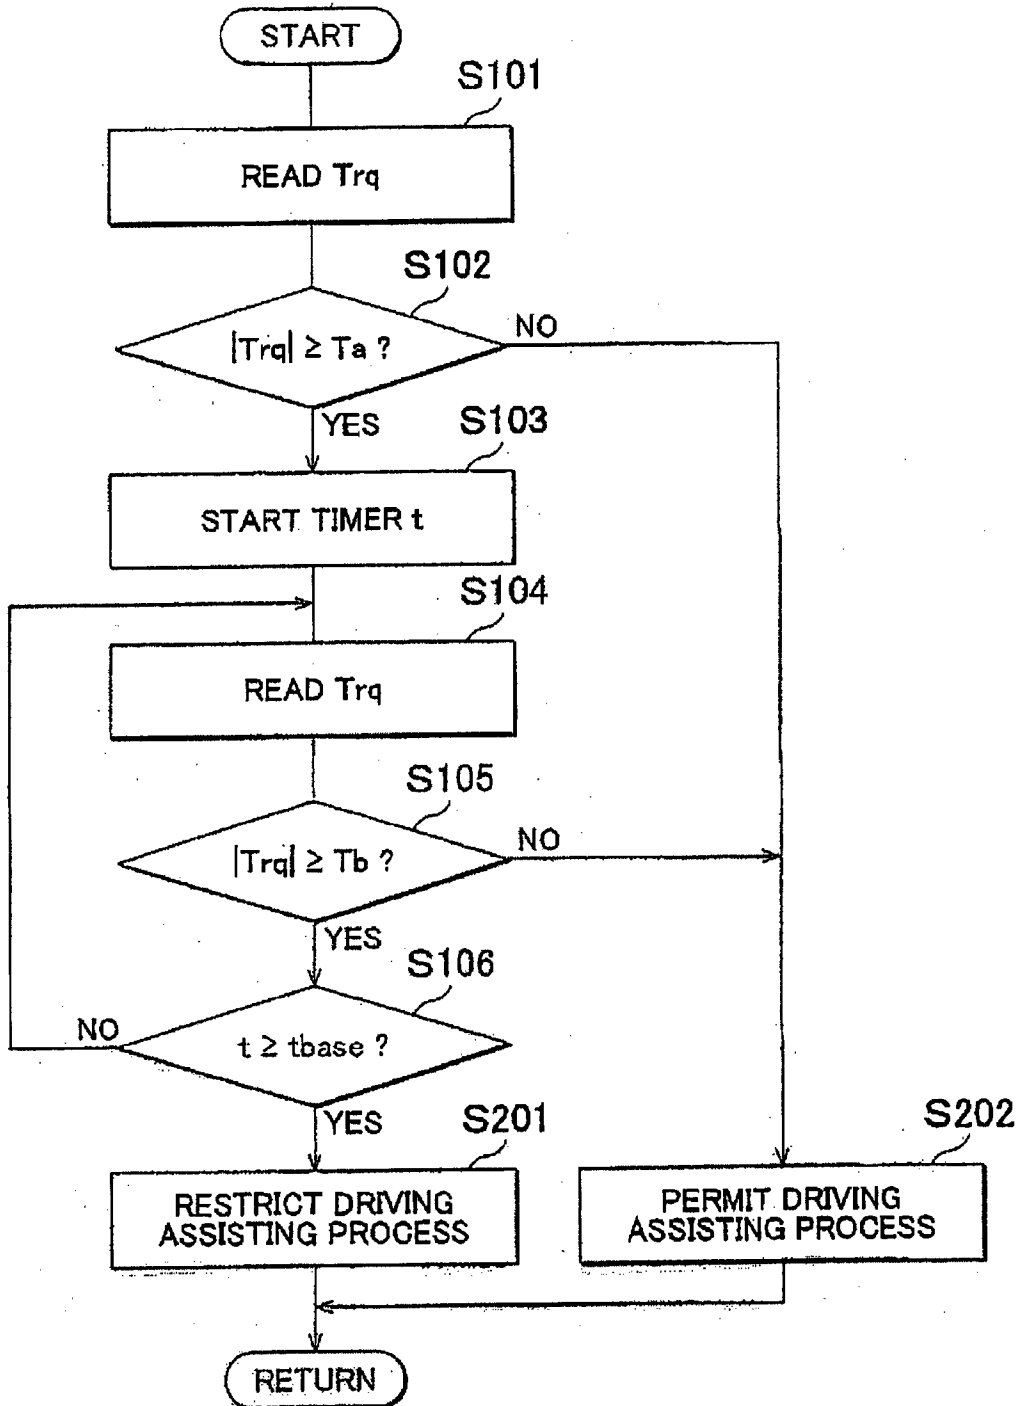 START
S101
READ Trq
S102
|Trq| ≥ Ta ?
NO
YES
S103
START TIMER t
S104
READ Trq
S105
|Trq| ≥ Tb ?
NO
YES
S106
t ≥ tbase ?
NO
YES
S201
RESTRICT DRIVING
ASSISTING PROCESS
S202
PERMIT DRIVING
ASSISTING PROCESS
RETURN